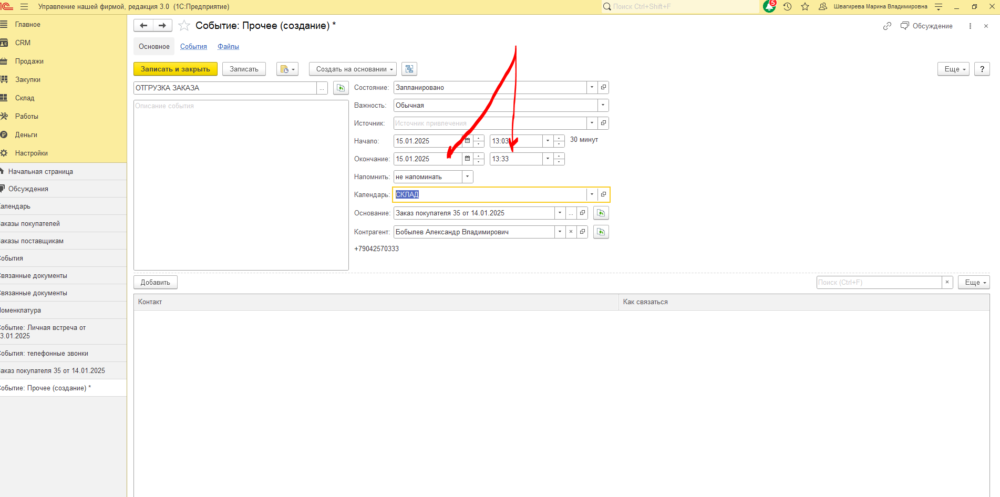 Управление нашей фирмой, редакция 3.0 (1С:Предприятие)
Поиск Ctrl+Shift+F
5
Швагирева Марина Владимировна
Главное
CRM
Продажи
Закупки
Склад
Работы
Деньги
Настройки
Начальная страница
Обсуждения
алендарь
аказы покупателей
аказы поставщикам
обытия
вязанные документы
вязанные документы
оменклатура
обытие: Личная встреча от
3.01.2025
обытия: телефонные звонки
аказ покупателя 35 от 14.01.2025
обытие: Прочее (создание) *
Событие: Прочее (создание) *
Обсуждение
Основное События Файлы
Записать и закрыть Записать Создать на основании Еще ?
ОТГРУЗКА ЗАКАЗА ...
Описание события
Состояние: Запланировано
Важность: Обычная
Источник: Источник привлечения
Начало: 15.01.2025 13:03 30 минут
Окончание: 15.01.2025 13:33
Напомнить: не напоминать
Календарь: СКЛАД
Основание: Заказ покупателя 35 от 14.01.2025 ...
Контрагент: Бобылев Александр Владимирович
+79042570333
Добавить Поиск (Ctrl+F) Еще
Контакт Как связаться